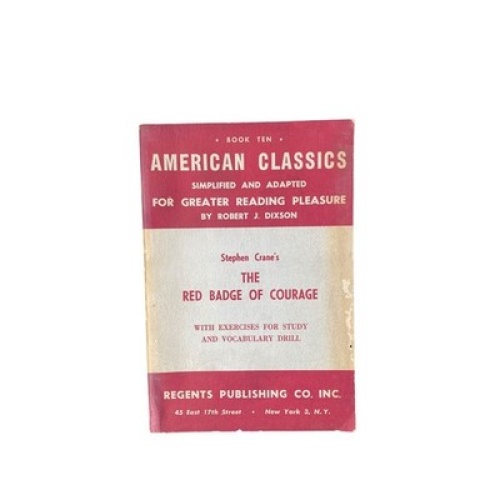 • BOOK TEN •
AMERICAN CLASSICS
SIMPLIFIED AND ADAPTED
FOR GREATER READING PLEASURE
BY ROBERT J. DIXSON
Stephen Crane's
THE
RED BADGE OF COURAGE
WITH EXERCISES FOR STUDY
AND VOCABULARY DRILL
REGENTS PUBLISHING CO. INC.
45 East 17th Street • New York 3, N. Y.